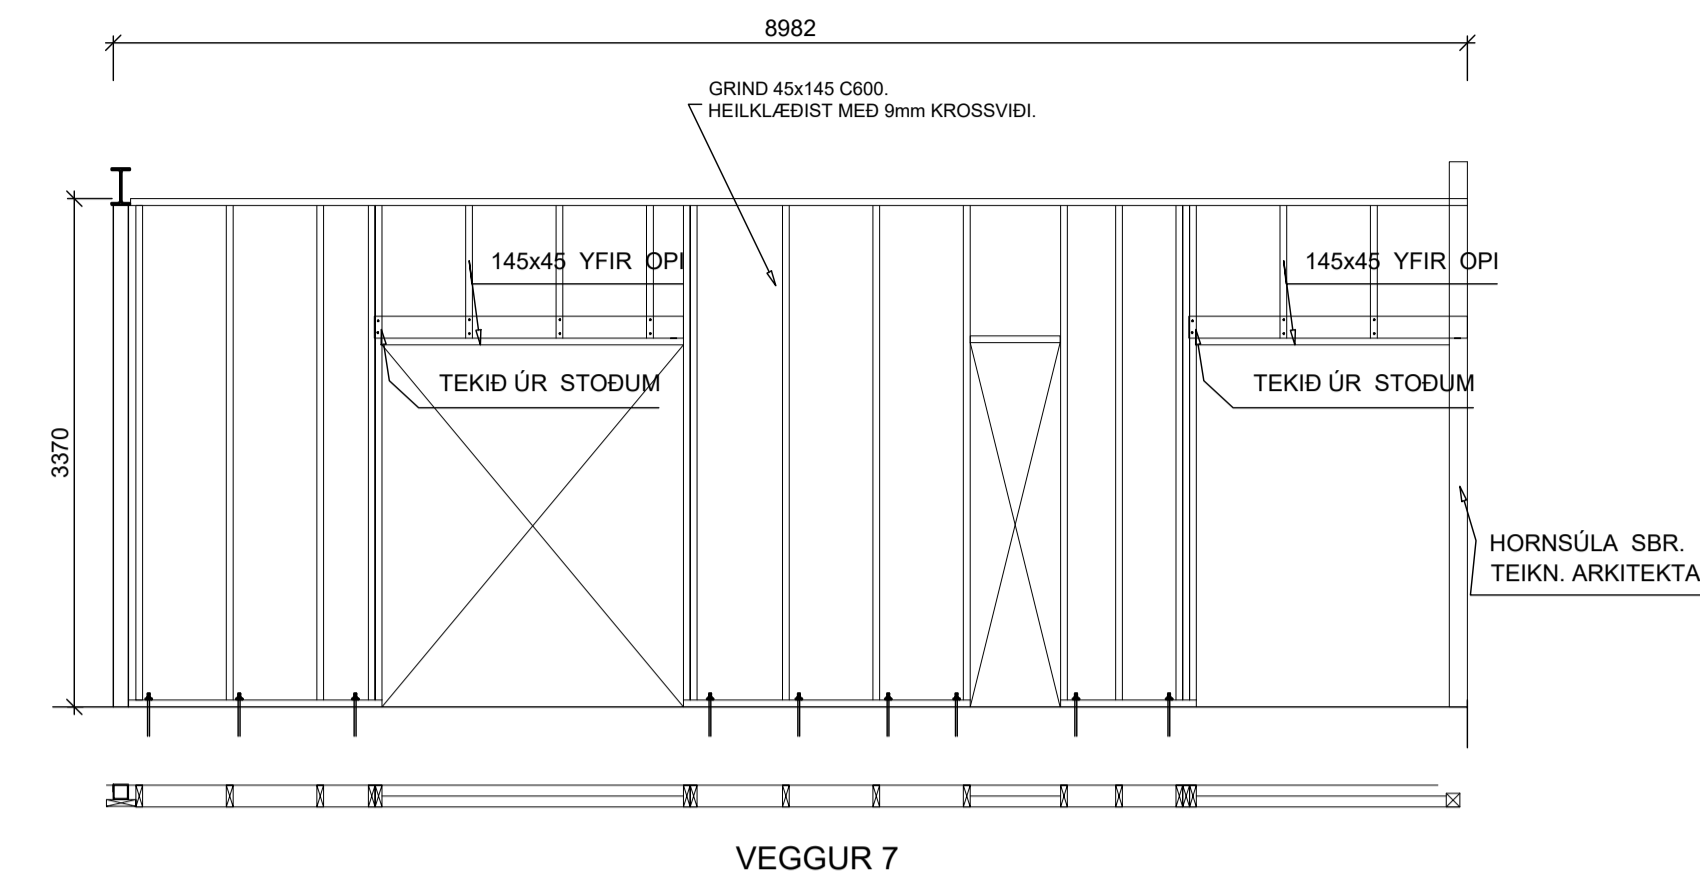 8982
GRIND 45x145 C600.
HEILKLÆÐIST MEÐ 9mm KROSSVIÐI.
145x45 YFIR OPI
145x45 YFIR OPI
TEKIÐ ÚR STOÐUM
TEKIÐ ÚR STOÐUM
3370
HORNSÚLA SBR.
TEIKN. ARKITEKTA
VEGGUR 7